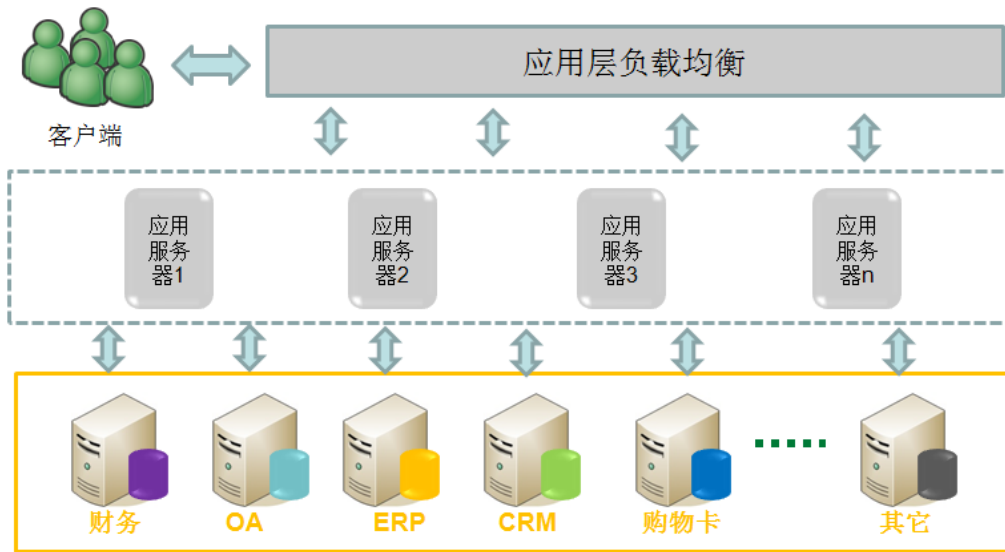 应用层负载均衡
客户端
应用
服务
器1
应用
服务
器2
应用
服务
器3
应用
服务
器n
财务
OA
ERP
CRM
购物卡
其它